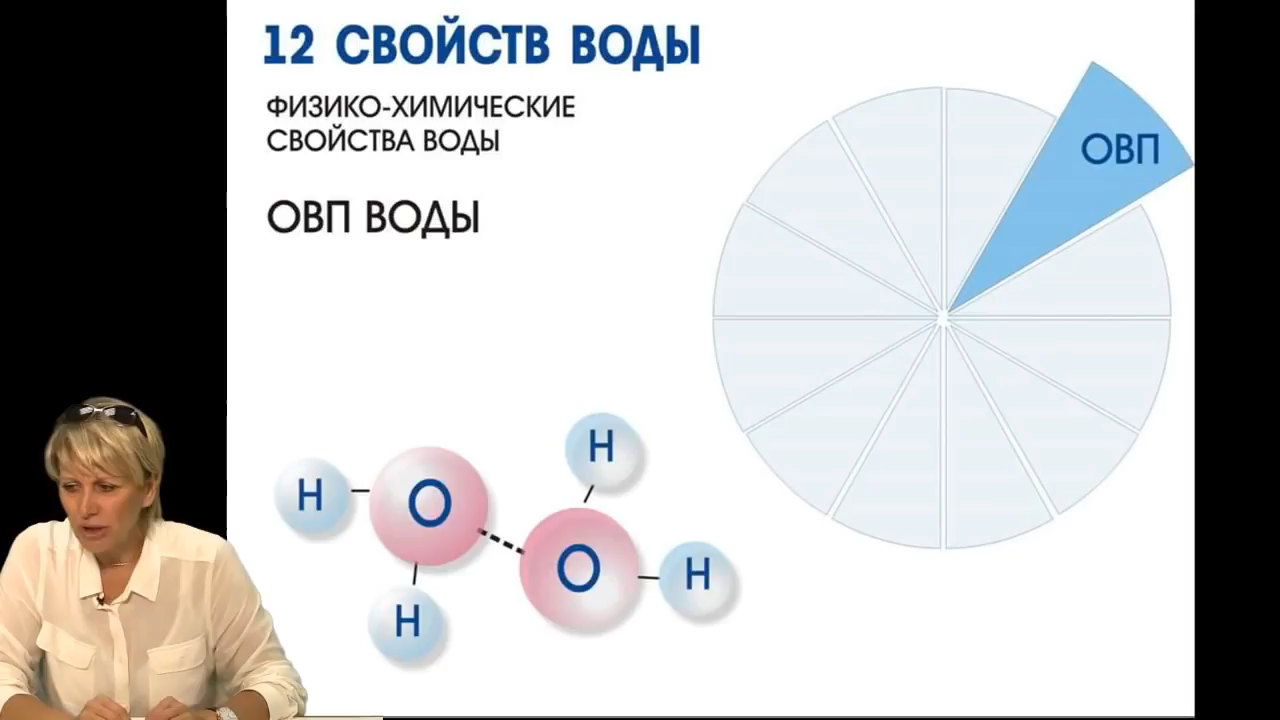 12 СВОЙСТВ ВОДЫ
ФИЗИКО-ХИМИЧЕСКИЕ
СВОЙСТВА ВОДЫ
ОВП
ОВП ВОДЫ
H
H
O
O
H
H